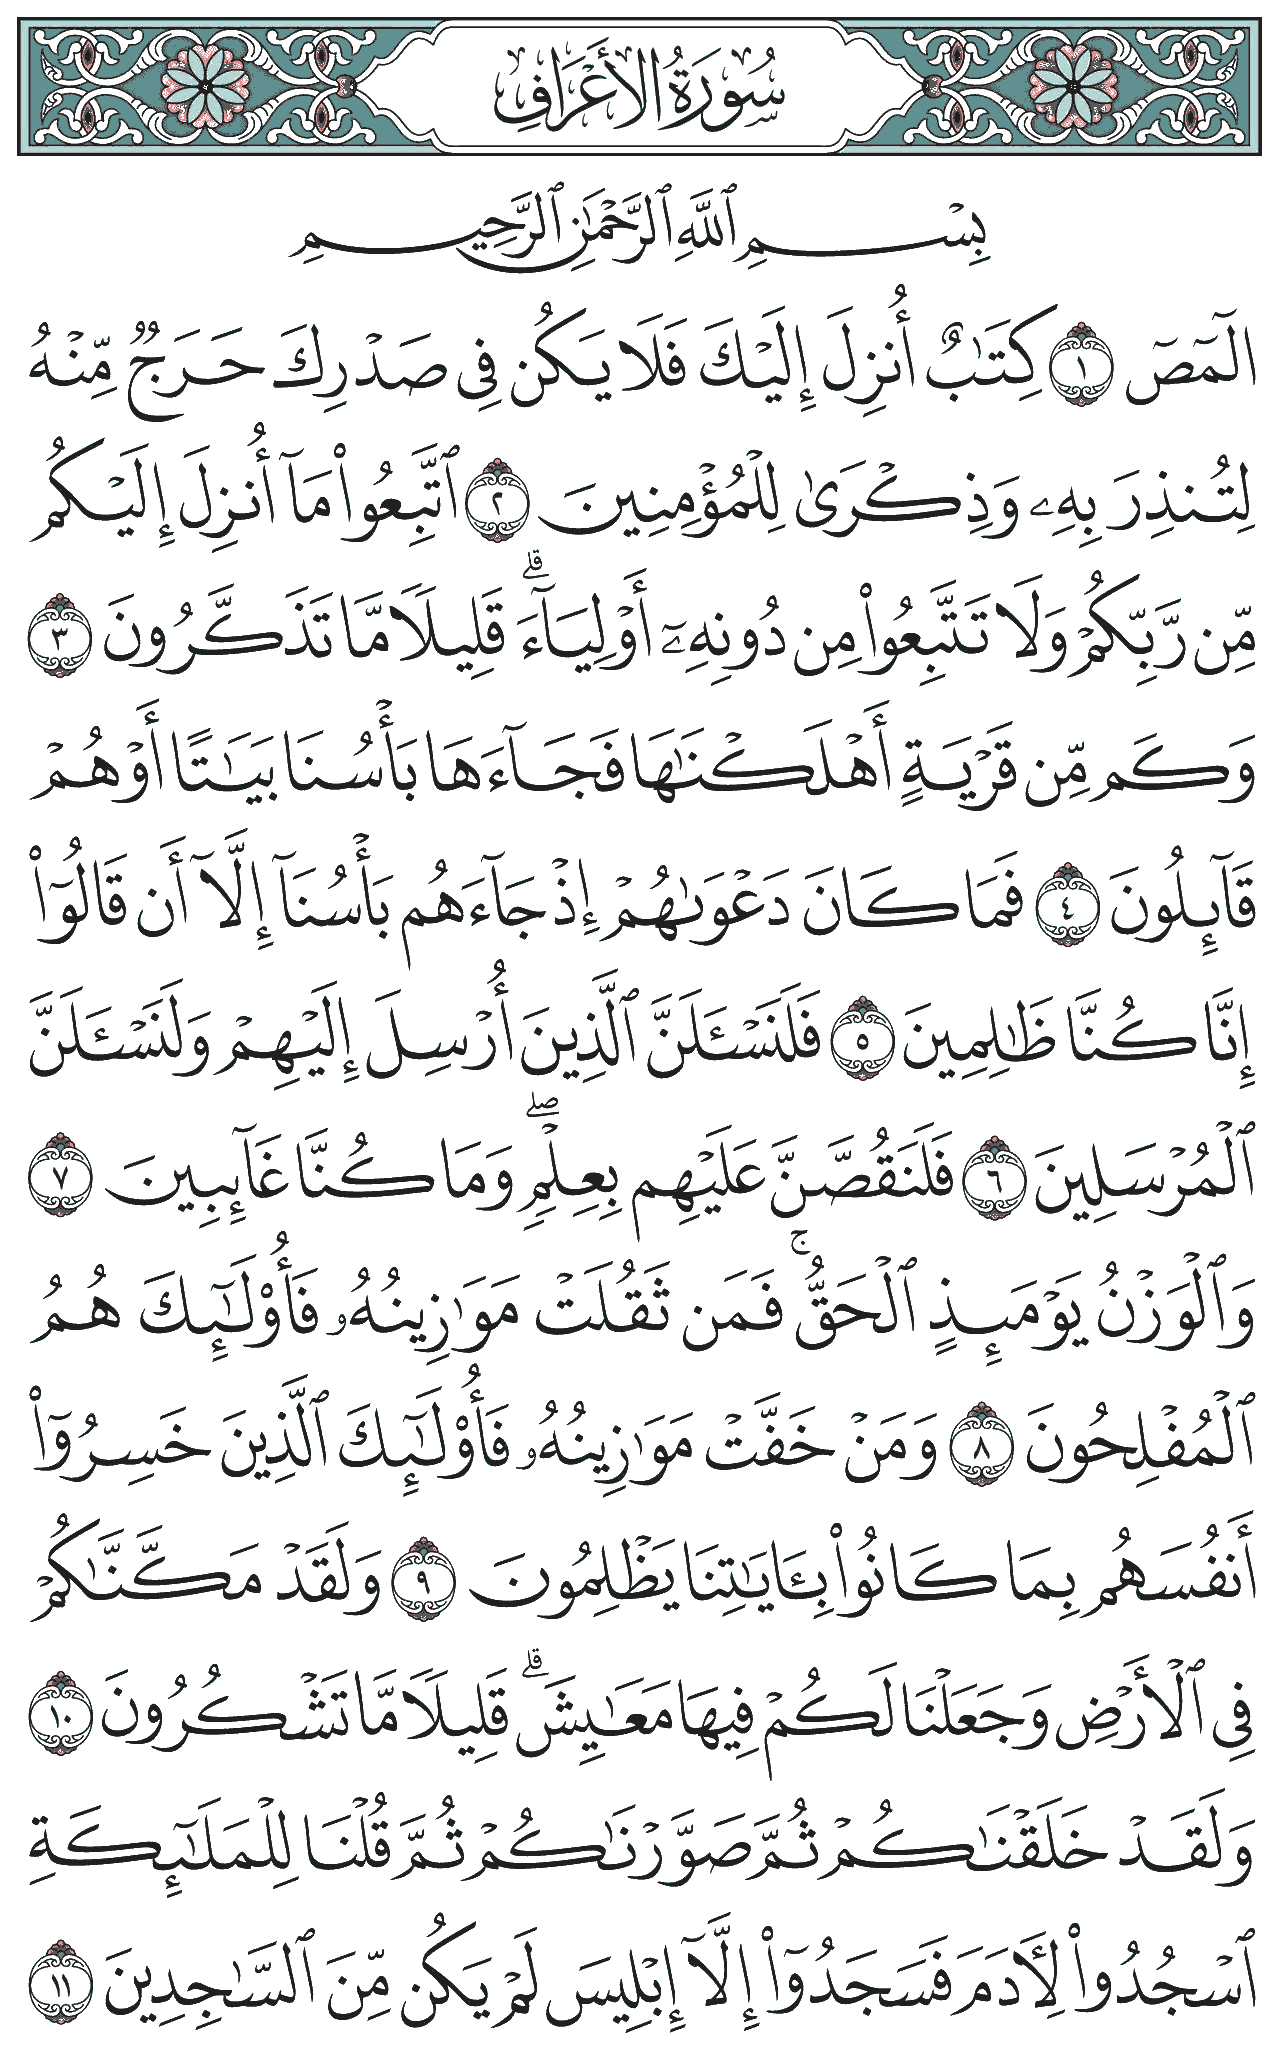 سُورَةُ الأَعْرَافِ
بِسْمِ ٱللَّهِ ٱلرَّحْمَٰنِ ٱلرَّحِيمِ
الٓمٓصٓ ١ كِتَٰبٌ أُنزِلَ إِلَيْكَ فَلَا يَكُن فِى صَدْرِكَ حَرَجٌ مِّنْهُ
لِتُنذِرَ بِهِۦ وَذِكْرَىٰ لِلْمُؤْمِنِينَ ٢ ٱتَّبِعُوا۟ مَآ أُنزِلَ إِلَيْكُم
مِّن رَّبِّكُمْ وَلَا تَتَّبِعُوا۟ مِن دُونِهِۦٓ أَوْلِيَآءَ ۗ قَلِيلًا مَّا تَذَكَّرُونَ ٣
وَكَم مِّن قَرْيَةٍ أَهْلَكْنَٰهَا فَجَآءَهَا بَأْسُنَا بَيَٰتًا أَوْ هُمْ
قَآئِلُونَ ٤ فَمَا كَانَ دَعْوَىٰهُمْ إِذْ جَآءَهُم بَأْسُنَآ إِلَّآ أَن قَالُوٓا۟
إِنَّا كُنَّا ظَٰلِمِينَ ٥ فَلَنَسْـَٔلَنَّ ٱلَّذِينَ أُرْسِلَ إِلَيْهِمْ وَلَنَسْـَٔلَنَّ
ٱلْمُرْسَلِينَ ٦ فَلَنَقُصَّنَّ عَلَيْهِم بِعِلْمٍ ۖ وَمَا كُنَّا غَآئِبِينَ ٧
وَٱلْوَزْنُ يَوْمَئِذٍ ٱلْحَقُّ ۚ فَمَن ثَقُلَتْ مَوَٰزِينُهُۥ فَأُو۟لَٰٓئِكَ هُمُ
ٱلْمُفْلِحُونَ ٨ وَمَنْ خَفَّتْ مَوَٰزِينُهُۥ فَأُو۟لَٰٓئِكَ ٱلَّذِينَ خَسِرُوٓا۟
أَنفُسَهُم بِمَا كَانُوا۟ بِـَٔايَٰتِنَا يَظْلِمُونَ ٩ وَلَقَدْ مَكَّنَّٰكُمْ
فِى ٱلْأَرْضِ وَجَعَلْنَا لَكُمْ فِيهَا مَعَٰيِشَ ۗ قَلِيلًا مَّا تَشْكُرُونَ ١٠
وَلَقَدْ خَلَقْنَٰكُمْ ثُمَّ صَوَّرْنَٰكُمْ ثُمَّ قُلْنَا لِلْمَلَٰٓئِكَةِ
ٱسْجُدُوا۟ لِـَٔادَمَ فَسَجَدُوٓا۟ إِلَّآ إِبْلِيسَ لَمْ يَكُن مِّنَ ٱلسَّٰجِدِينَ ١١